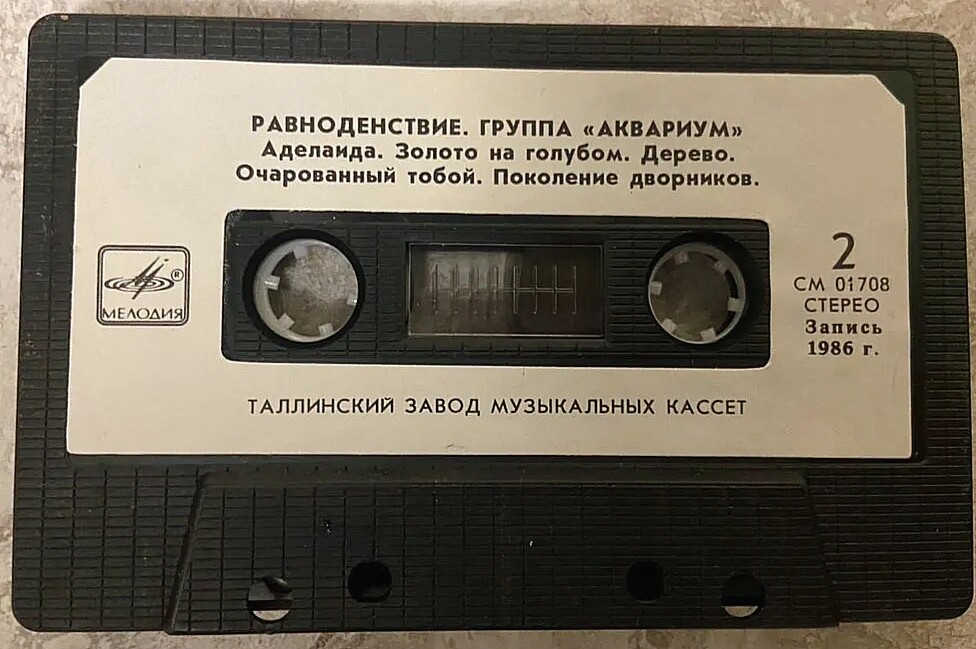 РАВНОДЕНСТВИЕ. ГРУППА «АКВАРИУМ»
Аделаида. Золото на голубом. Дерево.
Очарованный тобой. Поколение дворников.
® МЕЛОДИЯ
2
СМ 01708
СТЕРЕО
Запись
1986 г.
ТАЛЛИНСКИЙ ЗАВОД МУЗЫКАЛЬНЫХ КАССЕТ